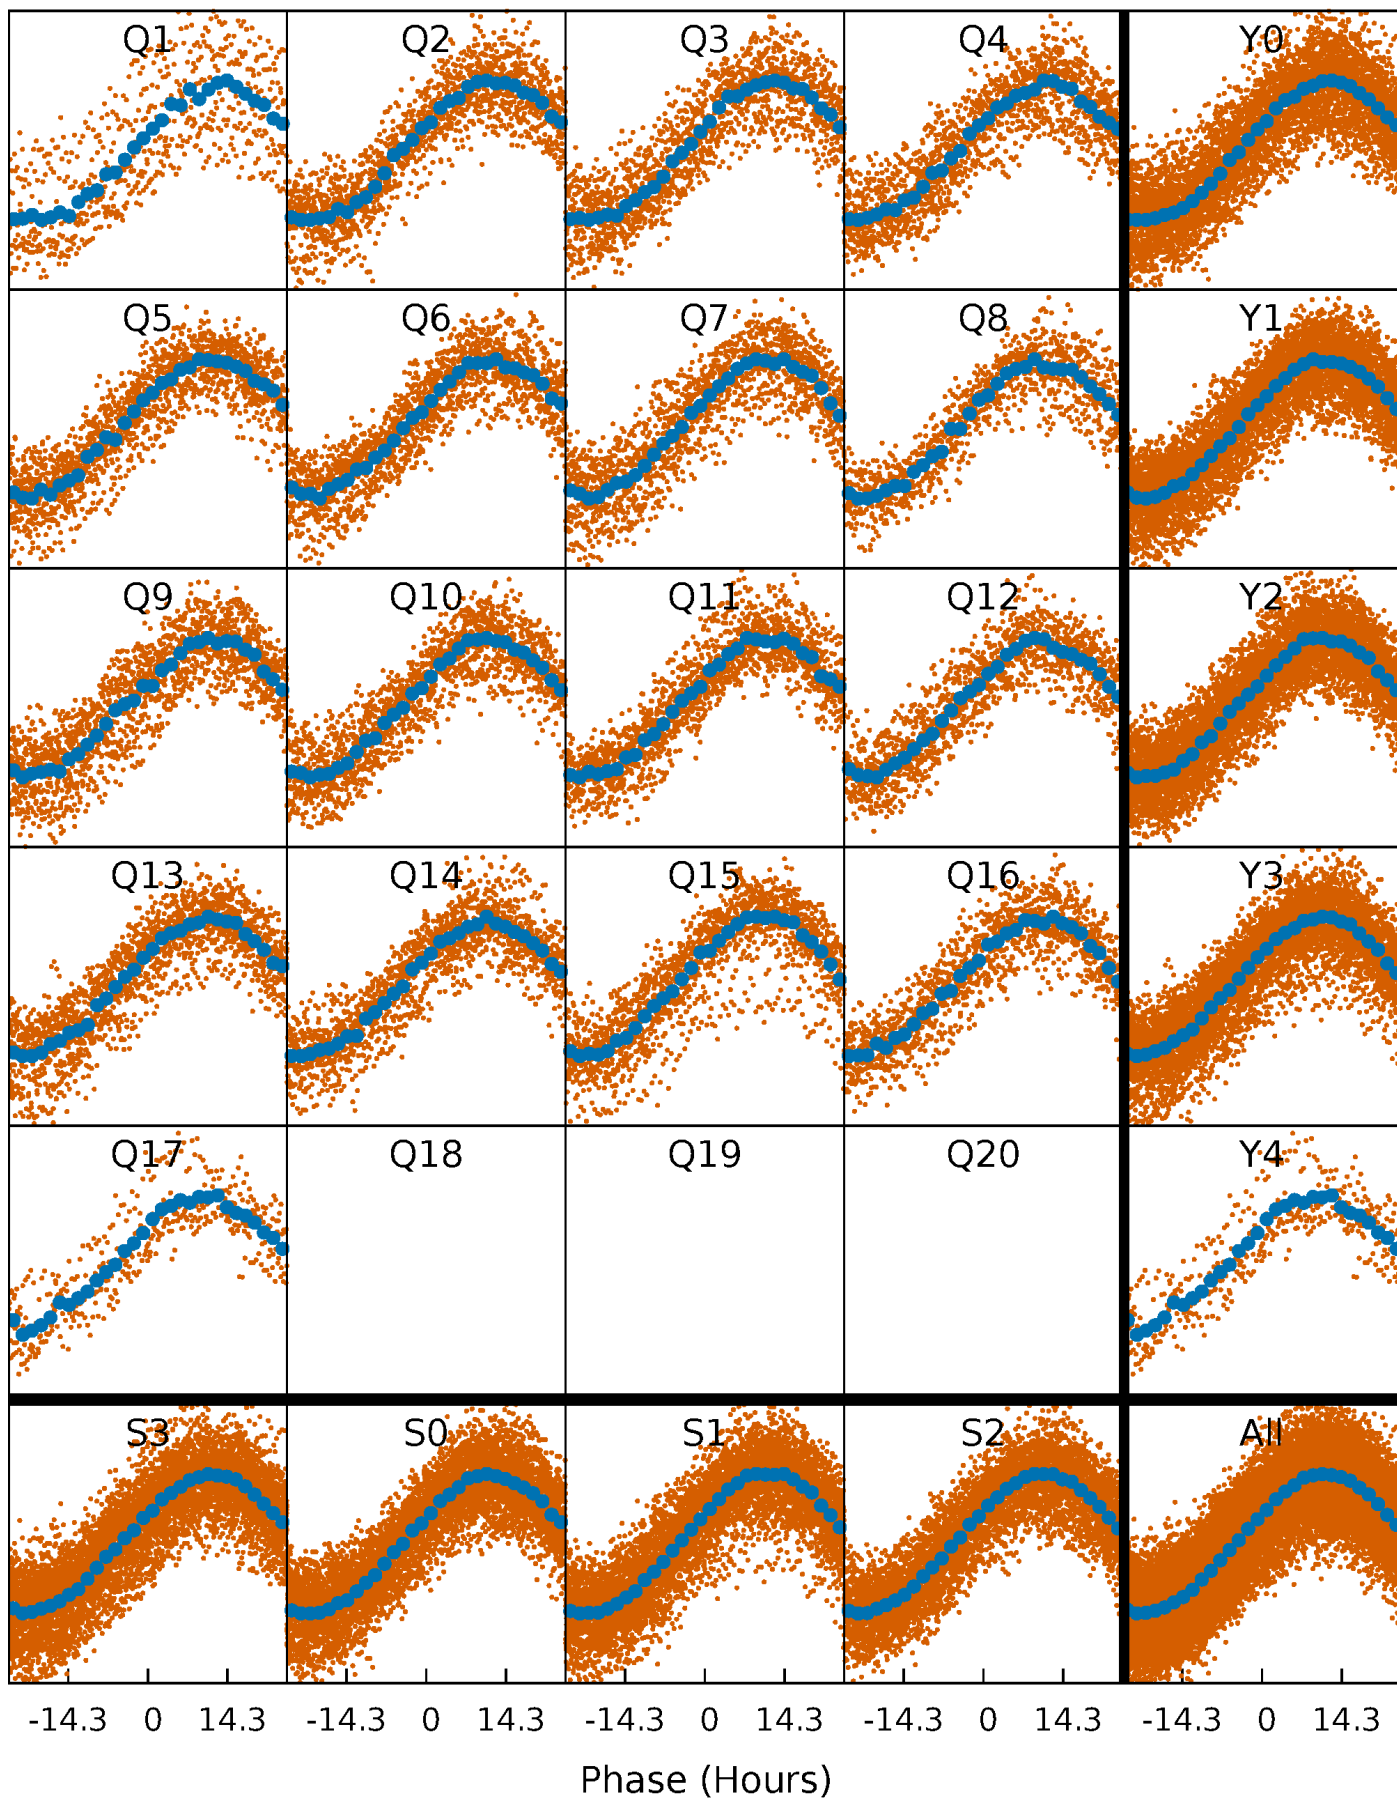 Q1 Q2 Q3 Q4 Y0
Q5 Q6 Q7 Q8 Y1
Q9 Q10 Q11 Q12 Y2
Q13 Q14 Q15 Q16 Y3
Q17 Q18 Q19 Q20 Y4
S3 S0 S1 S2 All
-14.3 0 14.3 -14.3 0 14.3 -14.3 0 14.3 -14.3 0 14.3 -14.3 0 14.3
Phase (Hours)